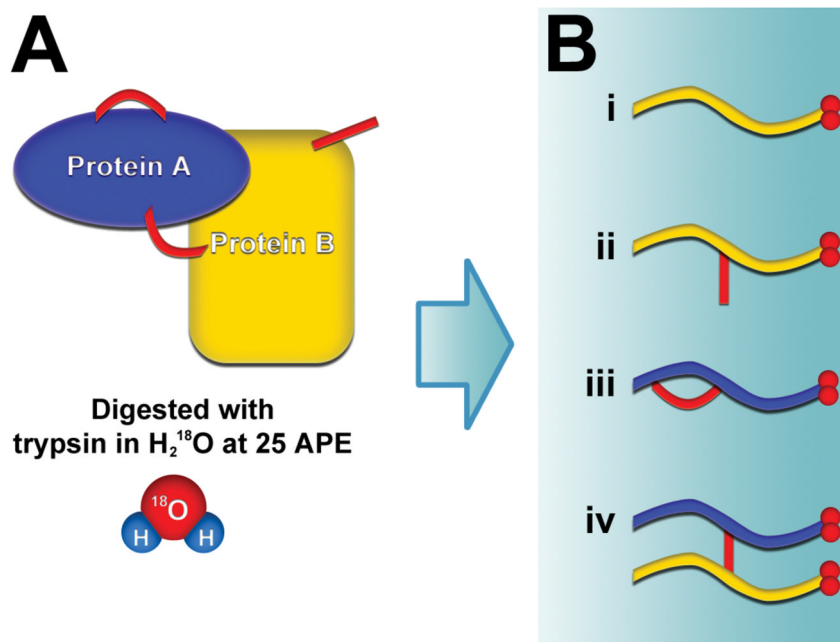 A
Protein A
Protein B
Digested with
trypsin in H₂¹⁸O at 25 APE
¹⁸O
H
H
B
i
ii
iii
iv